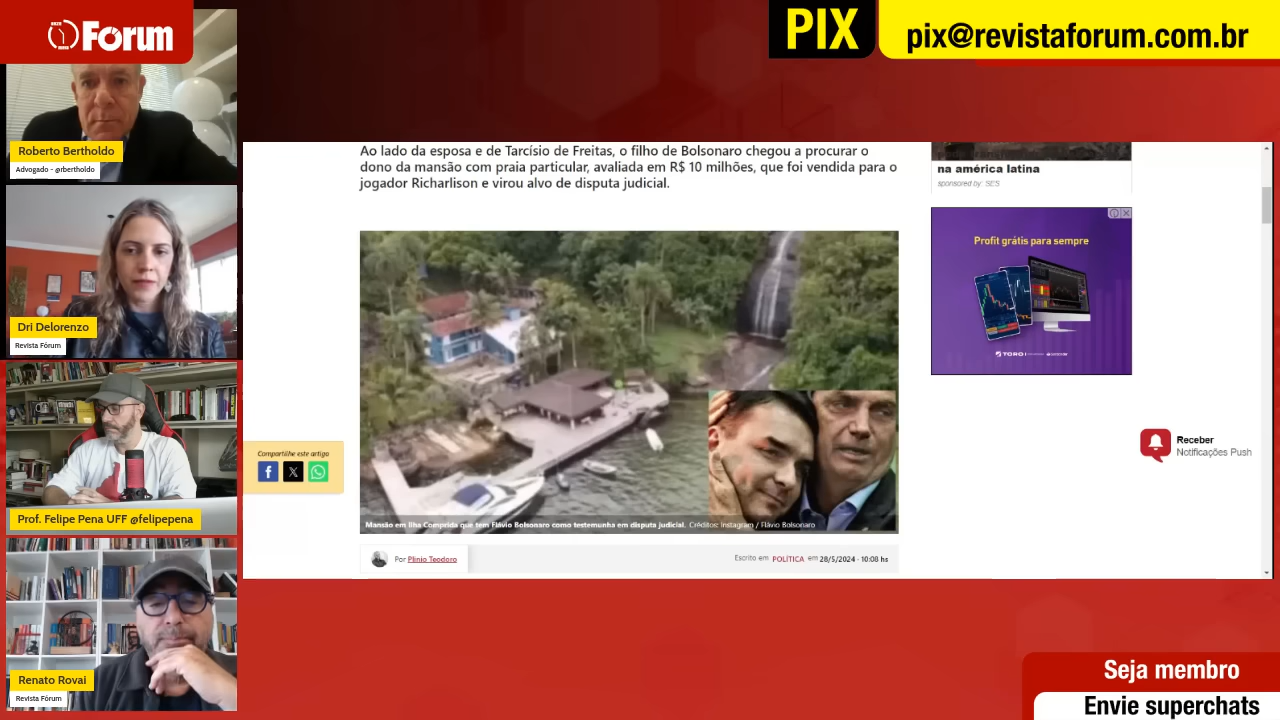 ONZE
Fórum
MEIA
PIX
pix@revistaforum.com.br
Roberto Bertholdo
Advogado - @rbertholdo
Dri Delorenzo
Revista Fórum
Prof. Felipe Pena UFF @felipepena
Renato Rovai
Revista Fórum
Ao lado da esposa e de Tarcísio de Freitas, o filho de Bolsonaro chegou a procurar o
dono da mansão com praia particular, avaliada em R$ 10 milhões, que foi vendida para o
jogador Richarlison e virou alvo de disputa judicial.
Compartilhe este artigo
Mansão em Ilha Comprida que tem Flávio Bolsonaro como testemunha em disputa judicial. Créditos: Instagram / Flávio Bolsonaro
Por Plinio Teodoro
Escrito em POLÍTICA em 28/5/2024 · 10:08 hs
na américa latina
sponsored by: SES
Profit grátis para sempre
TORO
Receber
Notificações Push
Seja membro
Envie superchats